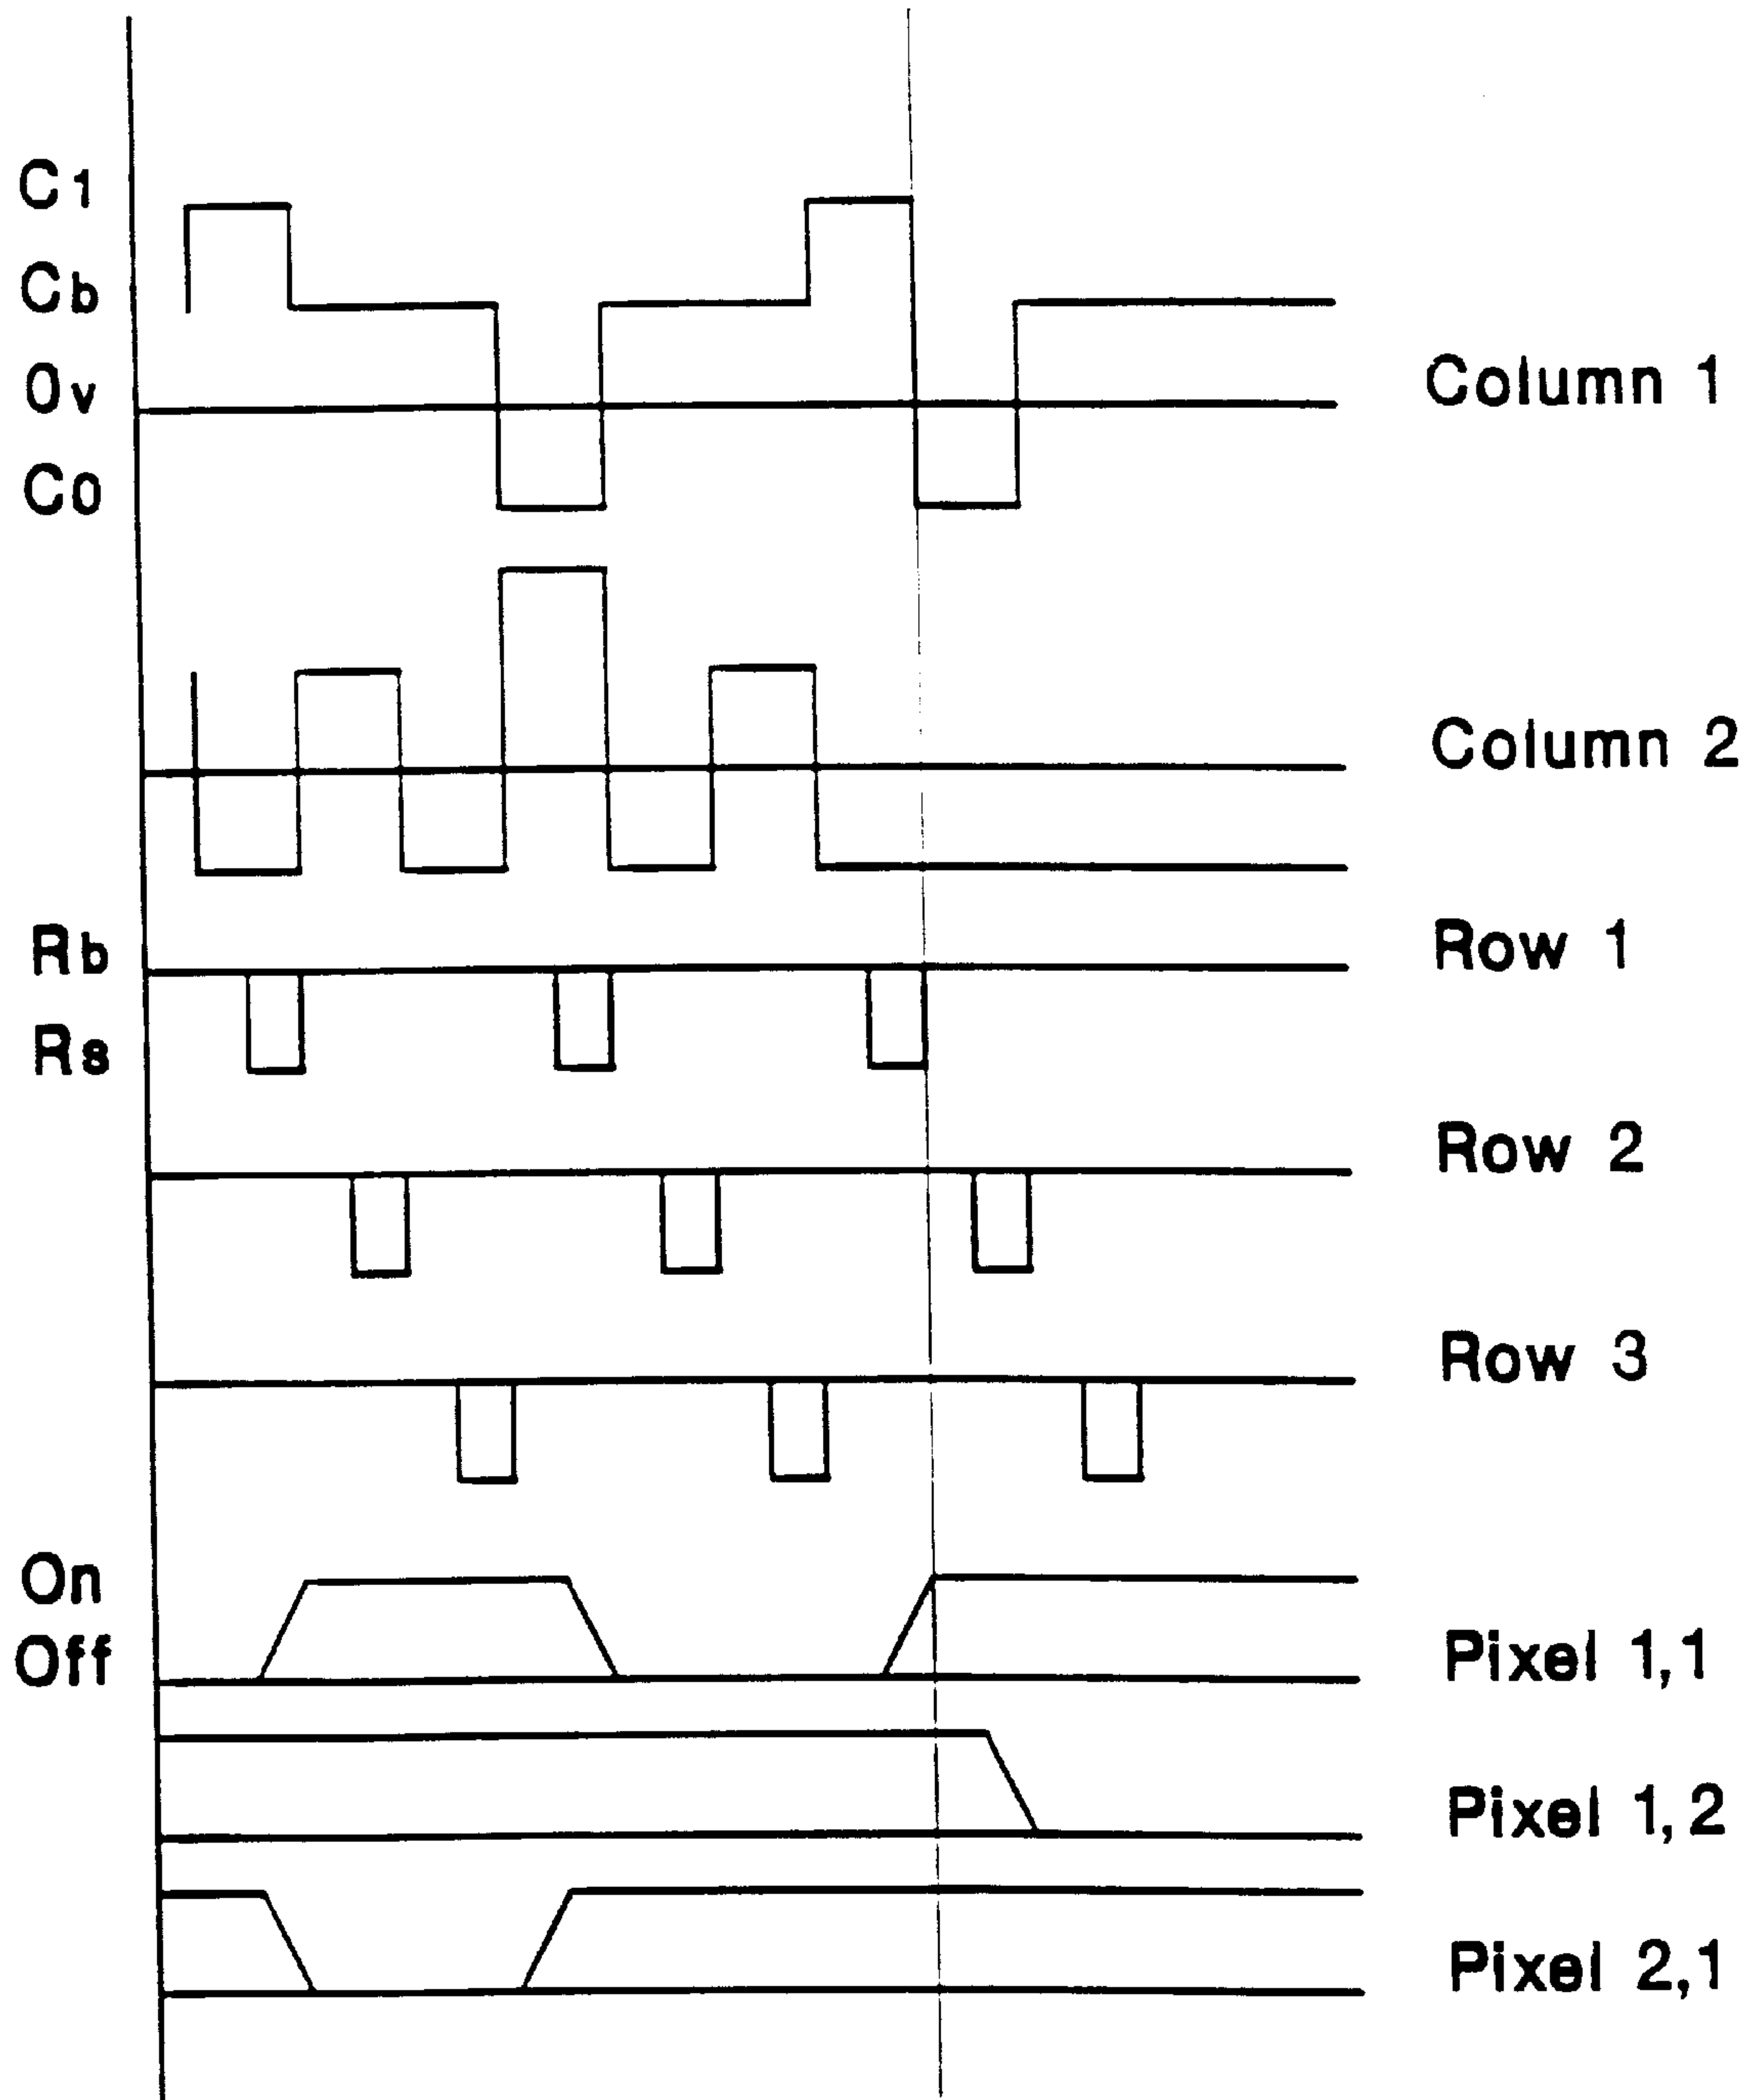 C1
Cb
0v
Column 1
C0
Column 2
Rb
Row 1
Rs
Row 2
Row 3
On
Off
Pixel 1,1
Pixel 1,2
Pixel 2,1